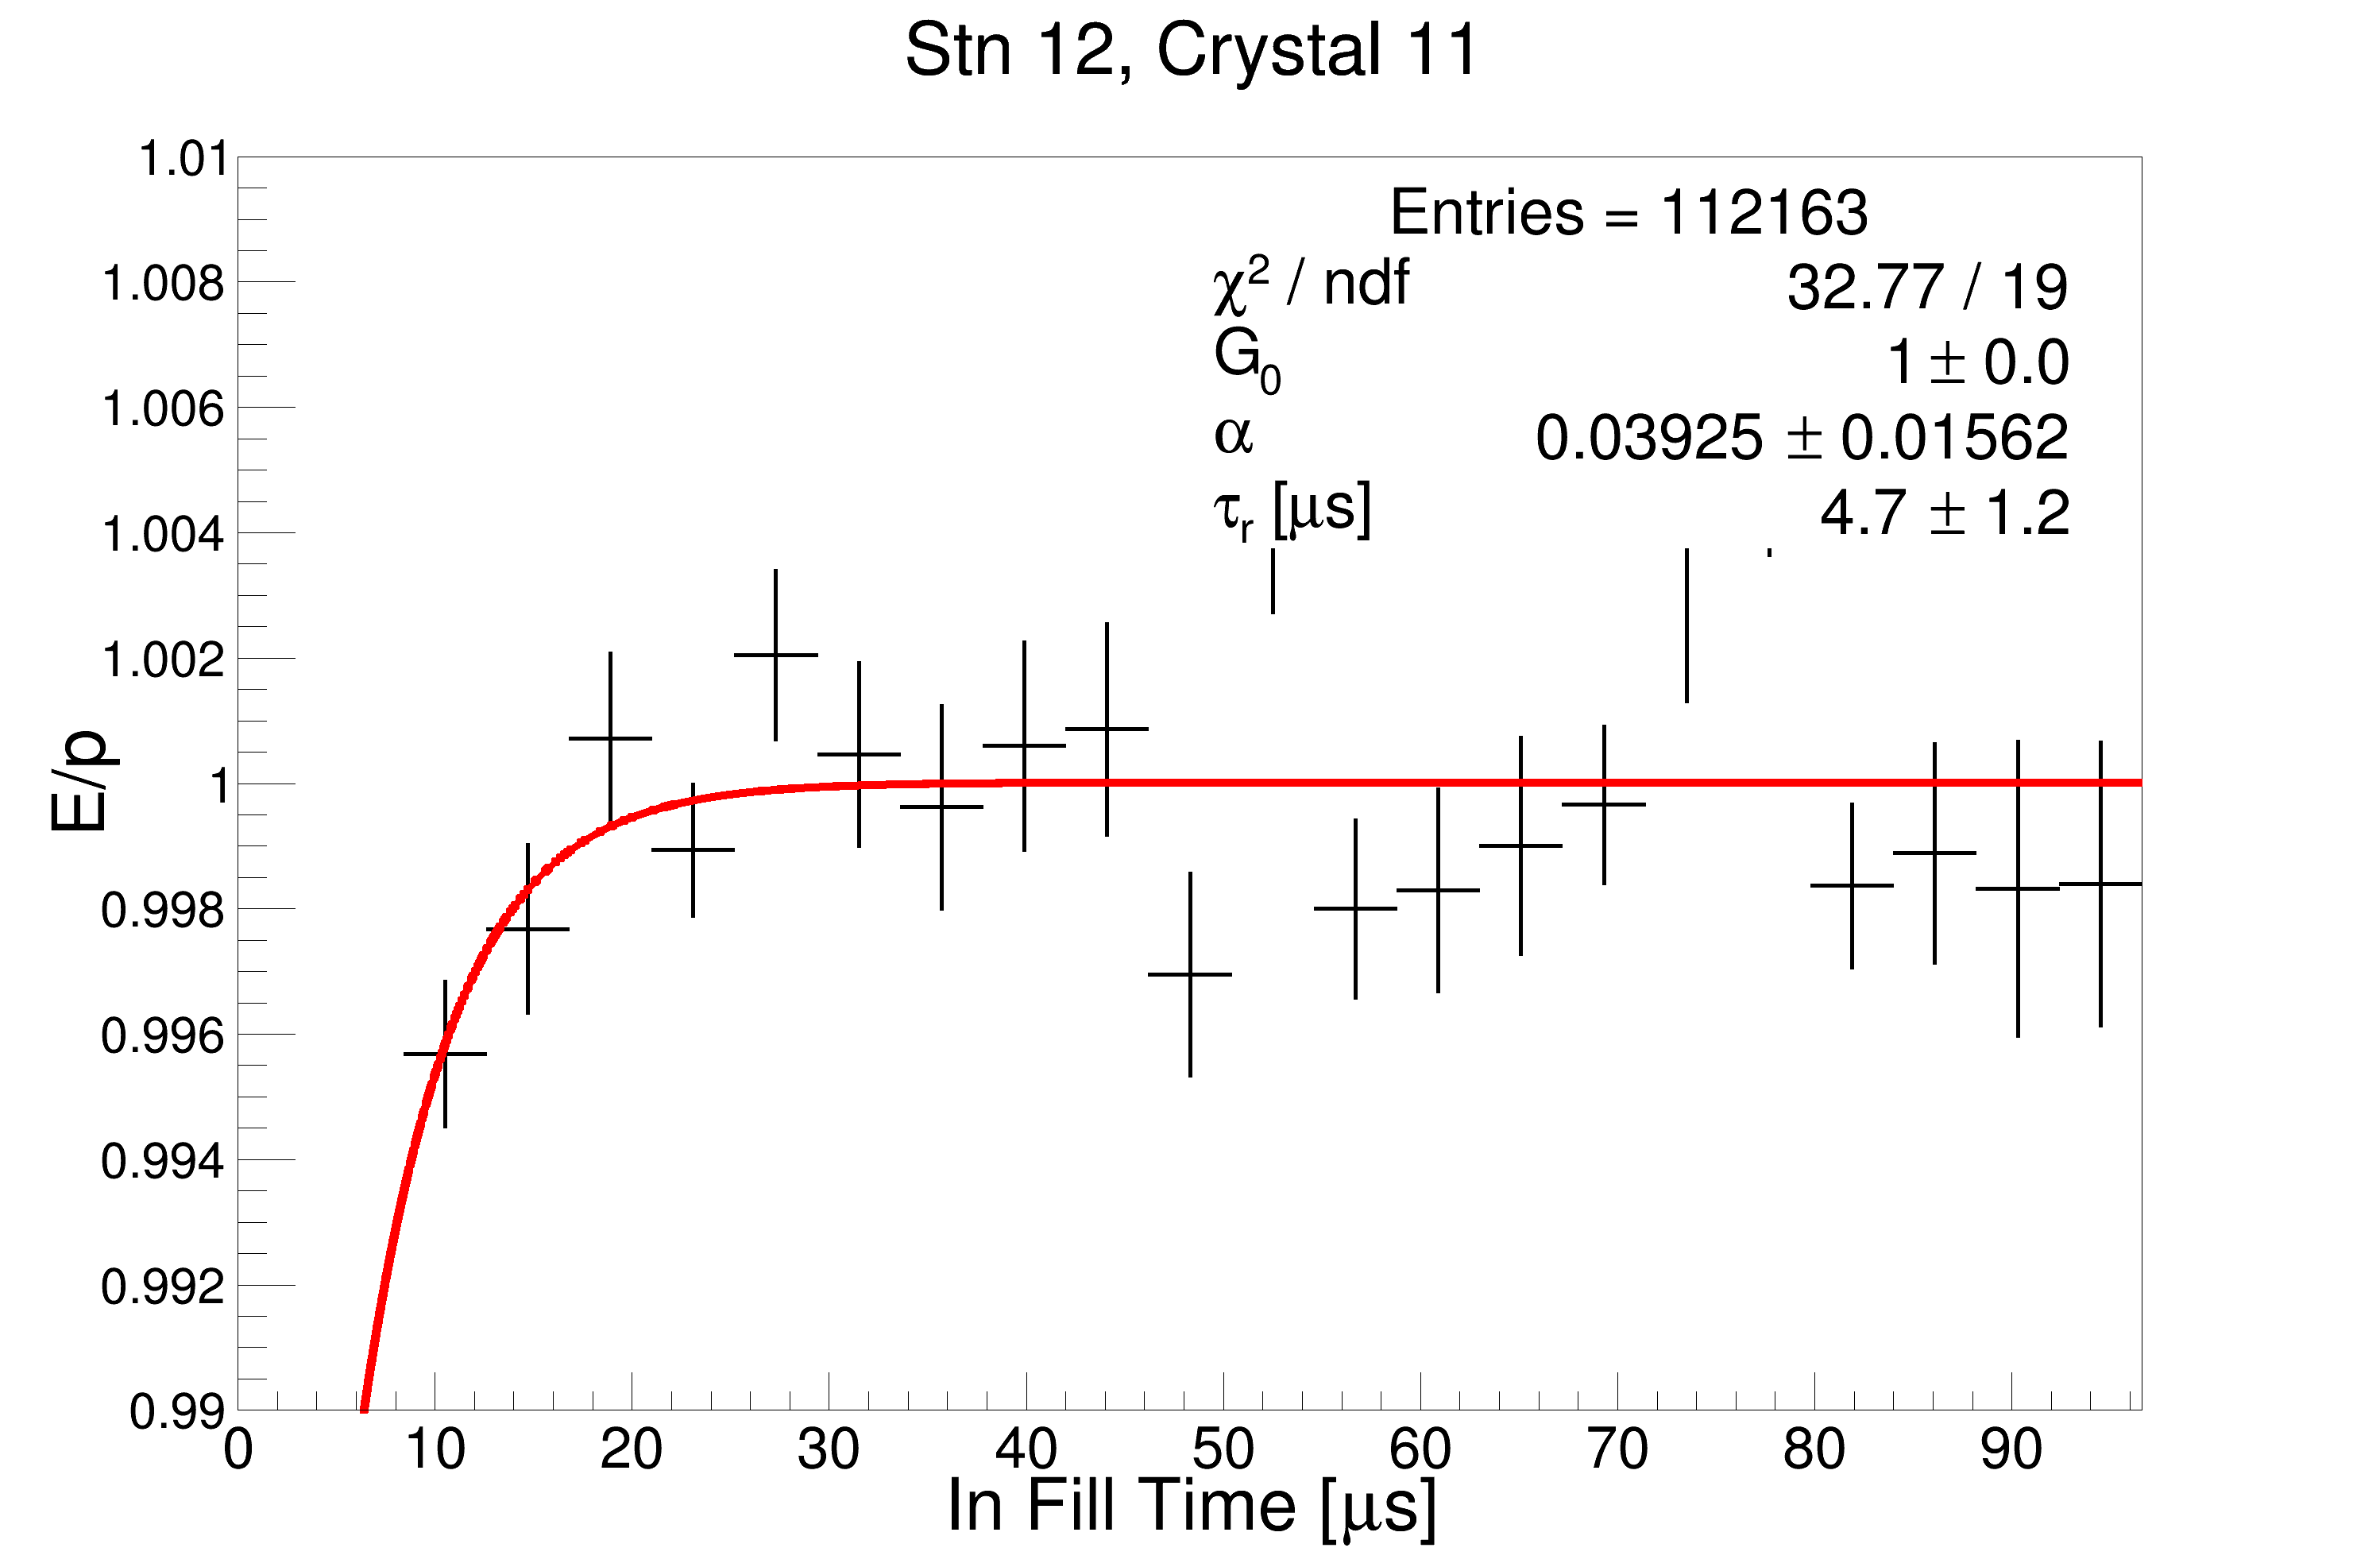 Stn 12, Crystal 11
Entries = 112163
χ² / ndf 32.77 / 19
G₀ 1 ± 0.0
α 0.03925 ± 0.01562
τᵣ [μs] 4.7 ± 1.2
1.01
1.008
1.006
1.004
1.002
1
0.998
0.996
0.994
0.992
0.99
E/p
0 10 20 30 40 50 60 70 80 90
In Fill Time [μs]